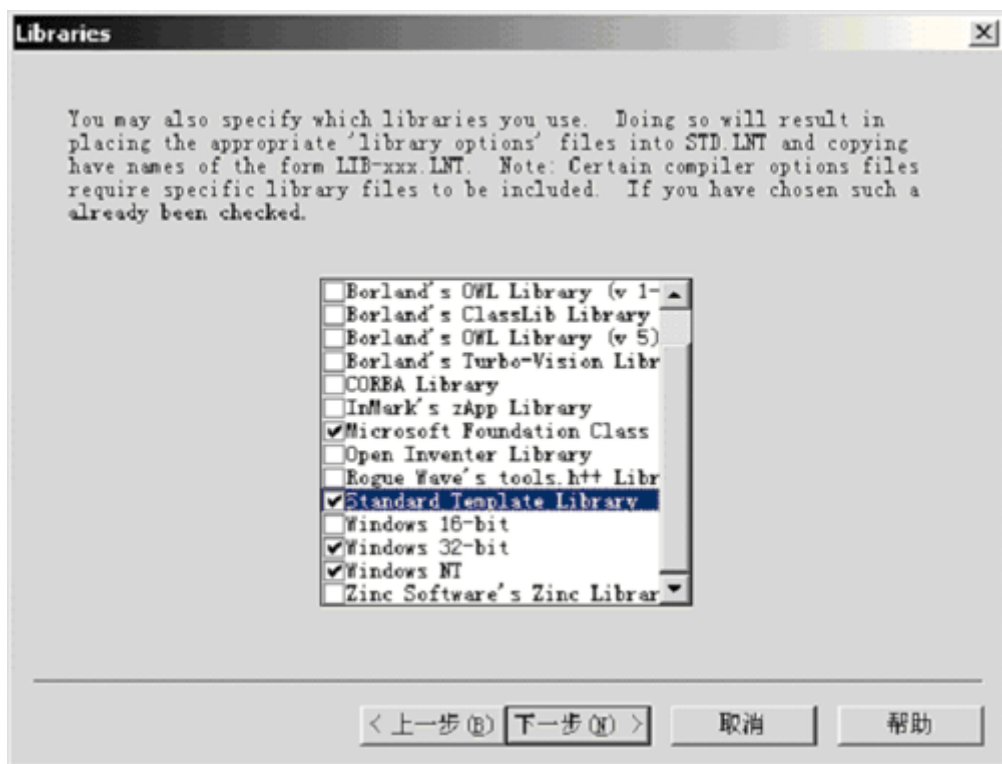 Libraries
You may also specify which libraries you use. Doing so will result in
placing the appropriate 'library options' files into STD.LNT and copying
have names of the form LIB-xxx.LNT. Note: Certain compiler options files
require specific library files to be included. If you have chosen such a
already been checked.
Borland's OWL Library (v 1-
Borland's ClassLib Library
Borland's OWL Library (v 5)
Borland's Turbo-Vision Libr
CORBA Library
InMark's zApp Library
Microsoft Foundation Class
Open Inventer Library
Rogue Wave's tools.h++ Libr
Standard Template Library
Windows 16-bit
Windows 32-bit
Windows NT
Zinc Software's Zinc Librar
< 上一步(B) 下一步(N) > 取消 帮助